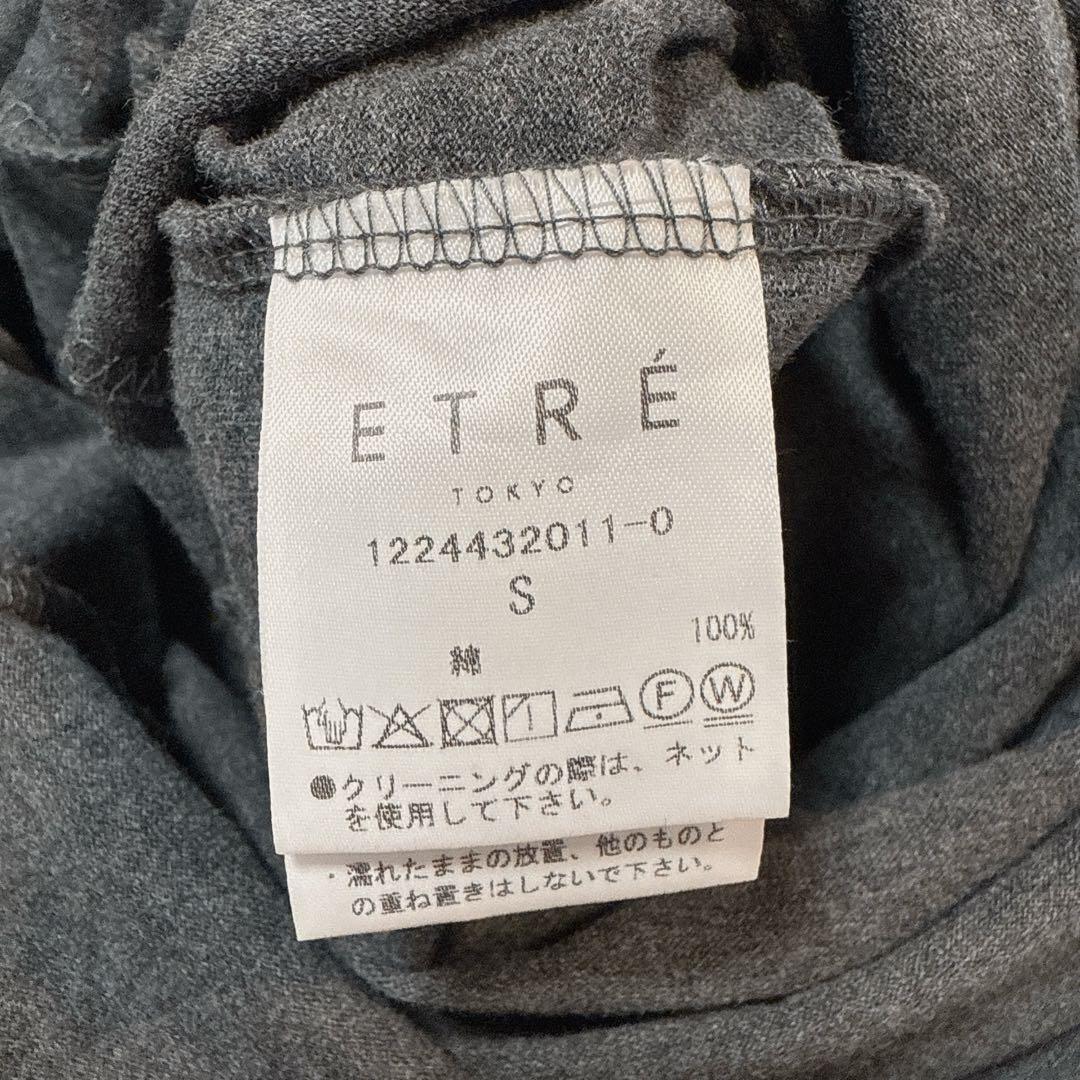 ETRÉ
TOKYO
1224432011-0
S
綿 100%
F W
●クリーニングの際は、ネット
を使用して下さい。
・濡れたままの放置、他のものと
の重ね置きはしないで下さい。